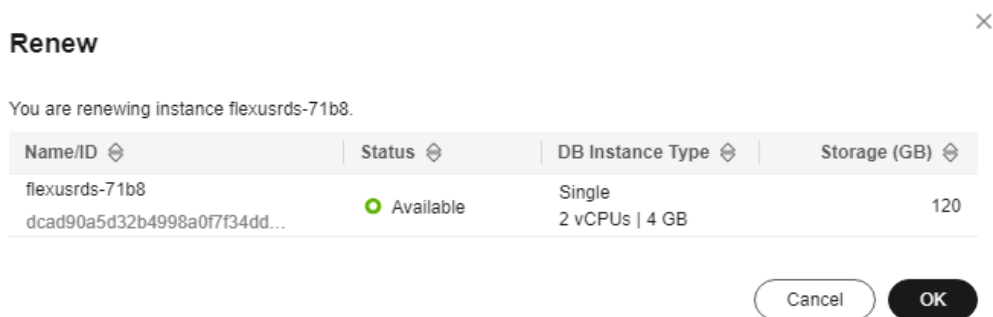 Renew
You are renewing instance flexusrds-71b8.
Name/ID Status DB Instance Type Storage (GB)
flexusrds-71b8
dcad90a5d32b4998a0f7f34dd...
Available
Single
2 vCPUs | 4 GB
120
Cancel OK